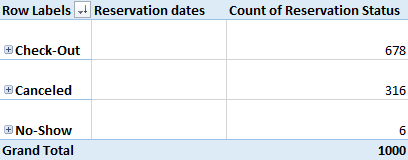 Row Labels Reservation dates Count of Reservation Status
Check-Out 678
Canceled 316
No-Show 6
Grand Total 1000